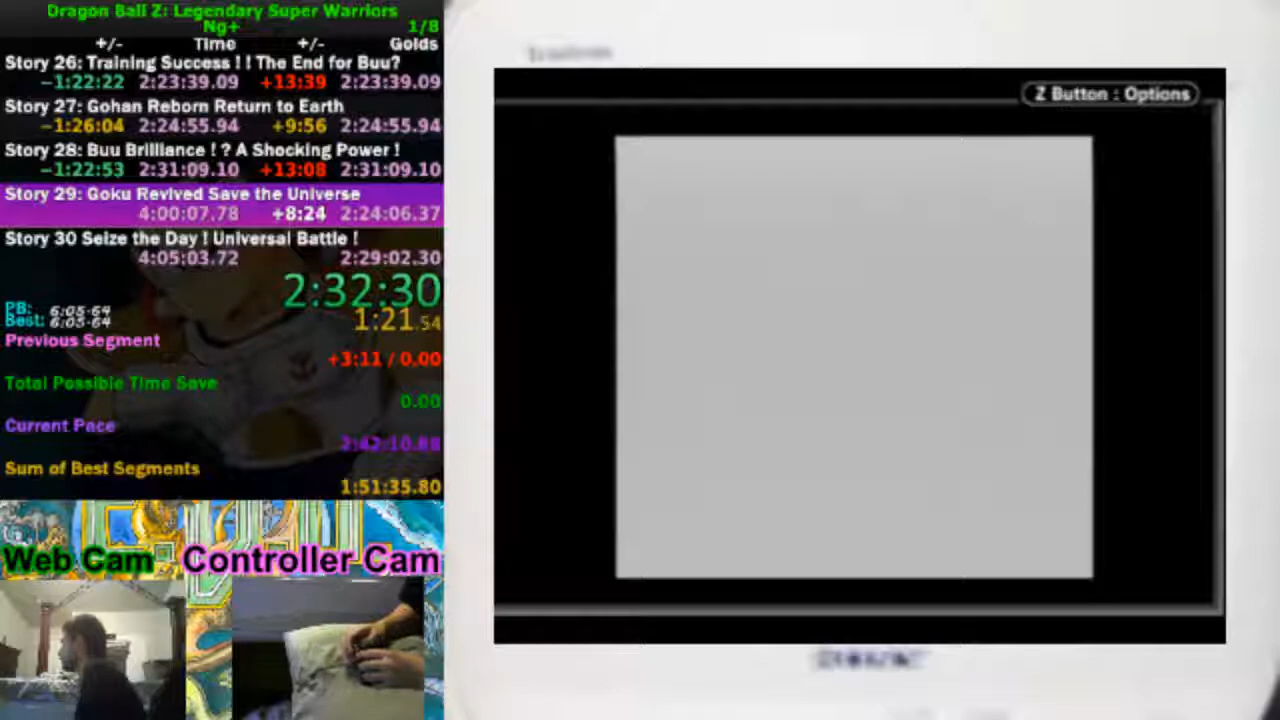 Dragon Ball Z: Legendary Super Warriors
Ng+ 1/8
+/- Time +/- Golds
Story 26: Training Success ! ! The End for Buu?
-1:22:22 2:23:39.09 +13:39 2:23:39.09
Story 27: Gohan Reborn Return to Earth
-1:26:04 2:24:55.94 +9:56 2:24:55.94
Story 28: Buu Brilliance ! ? A Shocking Power !
-1:22:53 2:31:09.10 +13:08 2:31:09.10
Story 29: Goku Revived Save the Universe
4:00:07.78 +8:24 2:24:06.37
Story 30 Seize the Day ! Universal Battle !
4:05:03.72 2:29:02.30
2:32:30
PB: 6:05.64
Best: 6:05.64
1:21.54
Previous Segment
+3:11 / 0.00
Total Possible Time Save
0.00
Current Pace
2:42:10.88
Sum of Best Segments
1:51:35.80
Web Cam Controller Cam
Z Button : Options